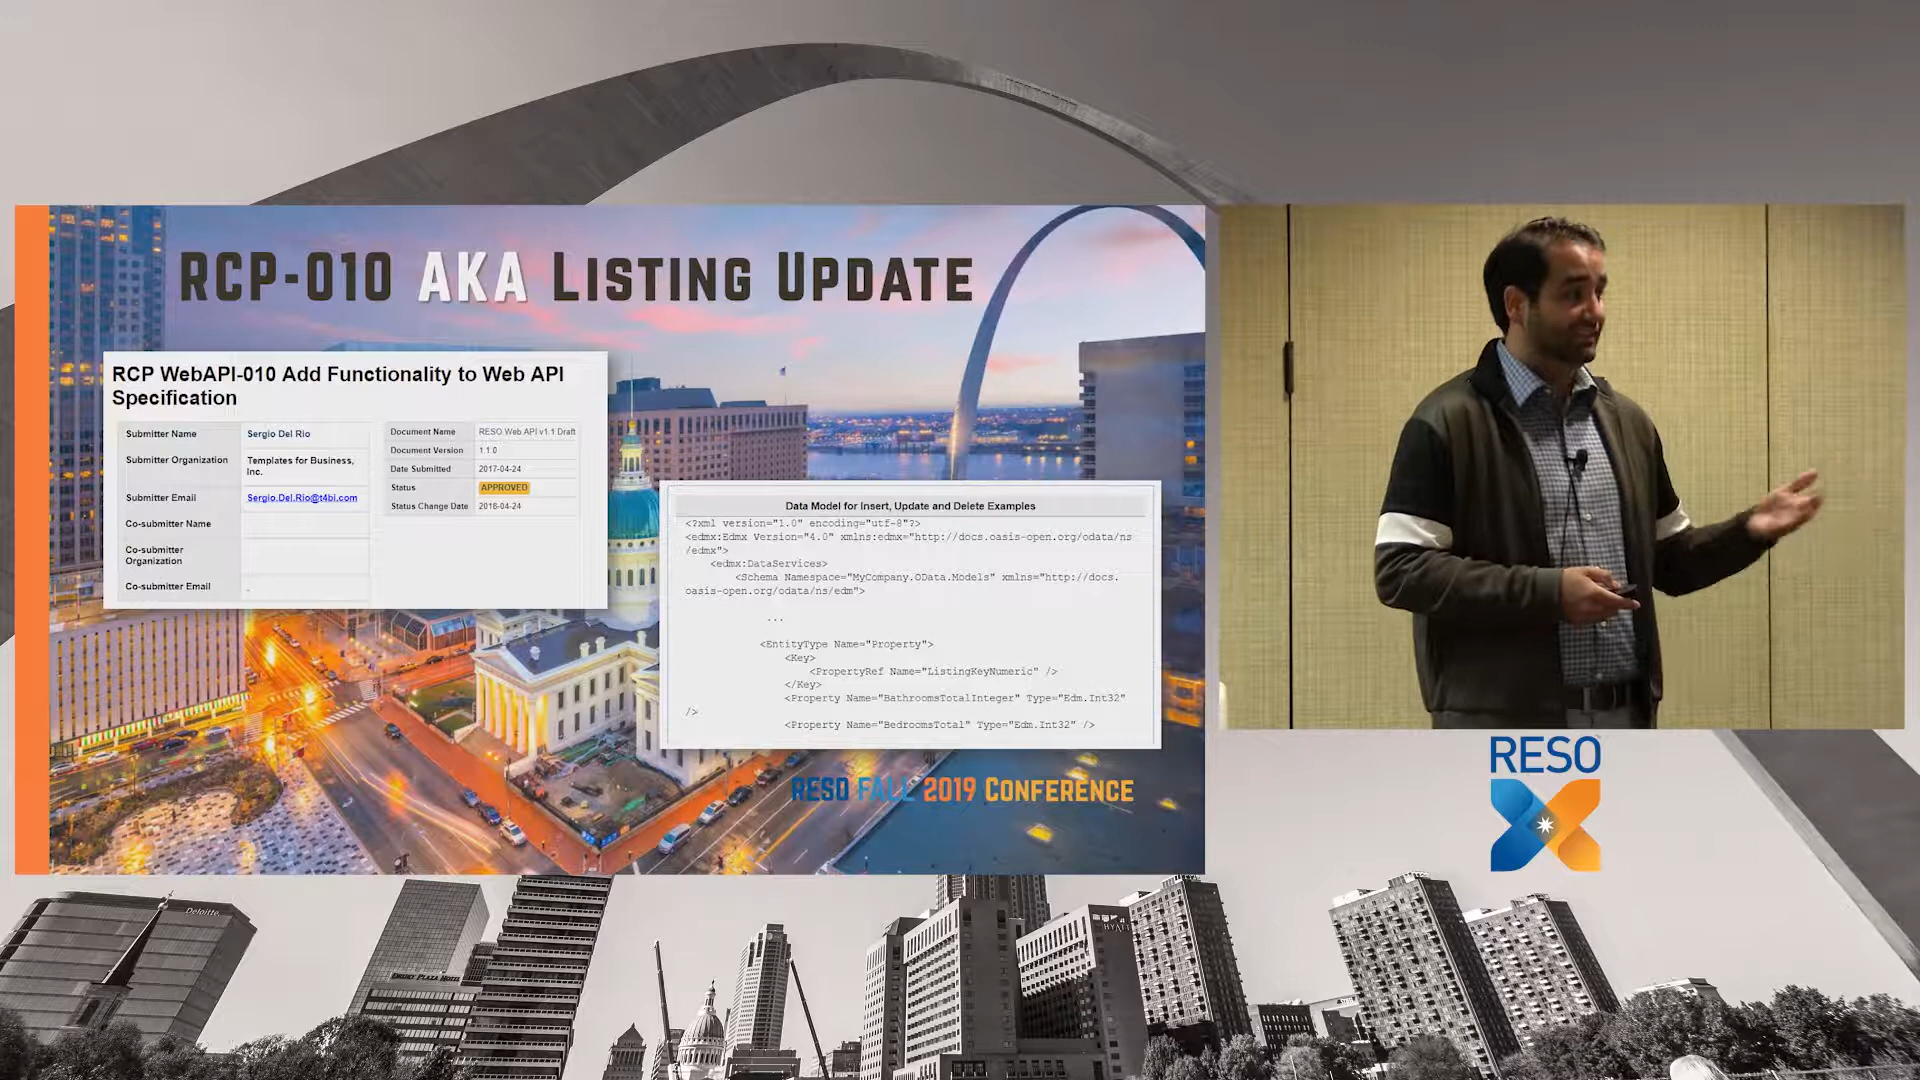 RCP-010 AKA LISTING UPDATE
RCP WebAPI-010 Add Functionality to Web API
Specification
Submitter Name Sergio Del Rio
Submitter Organization Templates for Business,
Inc.
Submitter Email Sergio.Del.Rio@t4bi.com
Co-submitter Name
Co-submitter
Organization
Co-submitter Email
Document Name RESO Web API v1.1 Draft
Document Version 1.1.0
Date Submitted 2017-04-24
Status APPROVED
Status Change Date 2018-04-24
Data Model for Insert, Update and Delete Examples
<?xml version="1.0" encoding="utf-8"?>
<edmx:Edmx Version="4.0" xmlns:edmx="http://docs.oasis-open.org/odata/ns
/edmx">
<edmx:DataServices>
<Schema Namespace="MyCompany.OData.Models" xmlns="http://docs.
oasis-open.org/odata/ns/edm">
...
<EntityType Name="Property">
<Key>
<PropertyRef Name="ListingKeyNumeric" />
</Key>
<Property Name="BathroomsTotalInteger" Type="Edm.Int32"
/>
<Property Name="BedroomsTotal" Type="Edm.Int32" />
RESO FALL 2019 CONFERENCE
RESO
Deloitte.
DRURY PLAZA HOTEL
HYATT